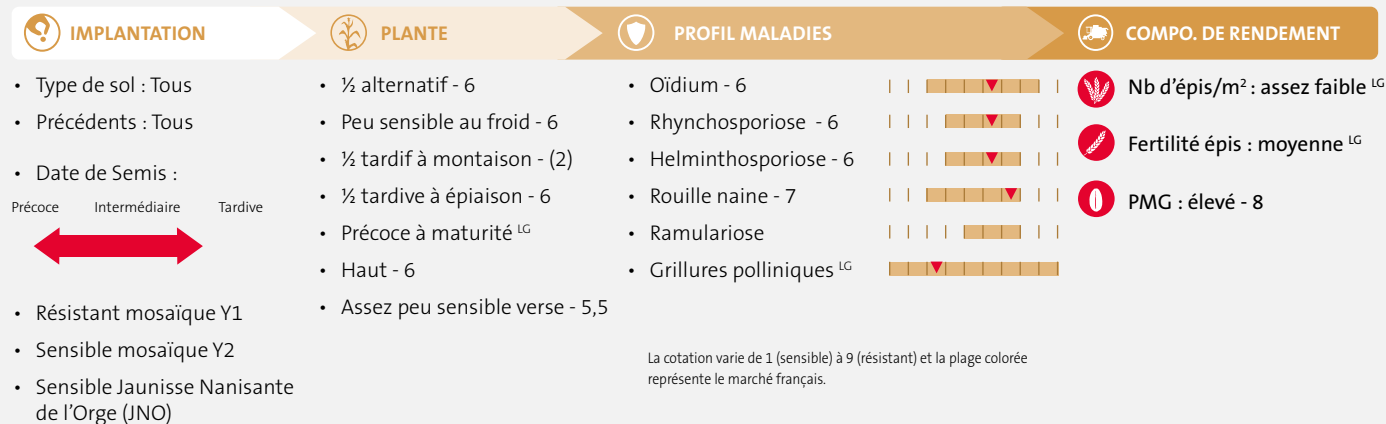 IMPLANTATION
• Type de sol : Tous
• Précédents : Tous
• Date de Semis :
Précoce Intermédiaire Tardive
• Résistant mosaïque Y1
• Sensible mosaïque Y2
• Sensible Jaunisse Nanisante
de l'Orge (JNO)
PLANTE
• ½ alternatif - 6
• Peu sensible au froid - 6
• ½ tardif à montaison - (2)
• ½ tardive à épiaison - 6
• Précoce à maturité LG
• Haut - 6
• Assez peu sensible verse - 5,5
PROFIL MALADIES
• Oïdium - 6
• Rhynchosporiose - 6
• Helminthosporiose - 6
• Rouille naine - 7
• Ramulariose
• Grillures polliniques LG
La cotation varie de 1 (sensible) à 9 (résistant) et la plage colorée
représente le marché français.
COMPO. DE RENDEMENT
Nb d'épis/m² : assez faible LG
Fertilité épis : moyenne LG
PMG : élevé - 8